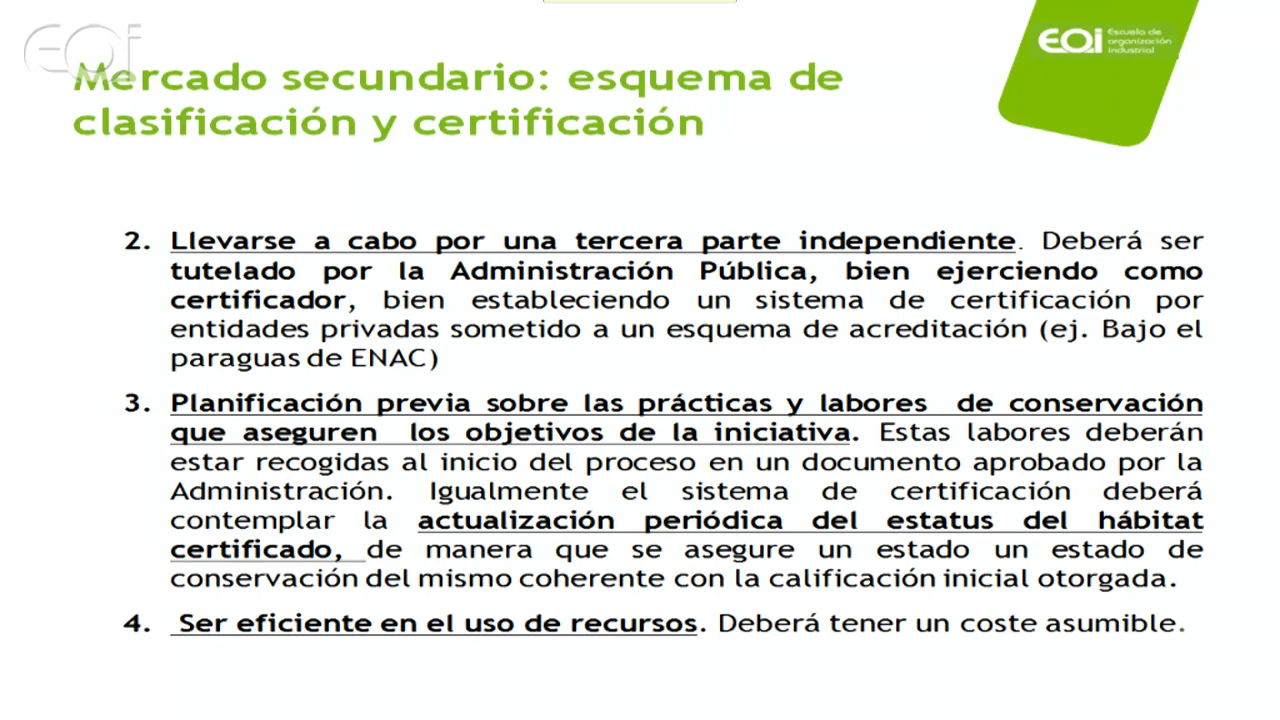 EOI
EOI Escuela de
organización
industrial
Mercado secundario: esquema de
clasificación y certificación
2. Llevarse a cabo por una tercera parte independiente. Deberá ser
tutelado por la Administración Pública, bien ejerciendo como
certificador, bien estableciendo un sistema de certificación por
entidades privadas sometido a un esquema de acreditación (ej. Bajo el
paraguas de ENAC)
3. Planificación previa sobre las prácticas y labores de conservación
que aseguren los objetivos de la iniciativa. Estas labores deberán
estar recogidas al inicio del proceso en un documento aprobado por la
Administración. Igualmente el sistema de certificación deberá
contemplar la actualización periódica del estatus del hábitat
certificado, de manera que se asegure un estado un estado de
conservación del mismo coherente con la calificación inicial otorgada.
4. Ser eficiente en el uso de recursos. Deberá tener un coste asumible.